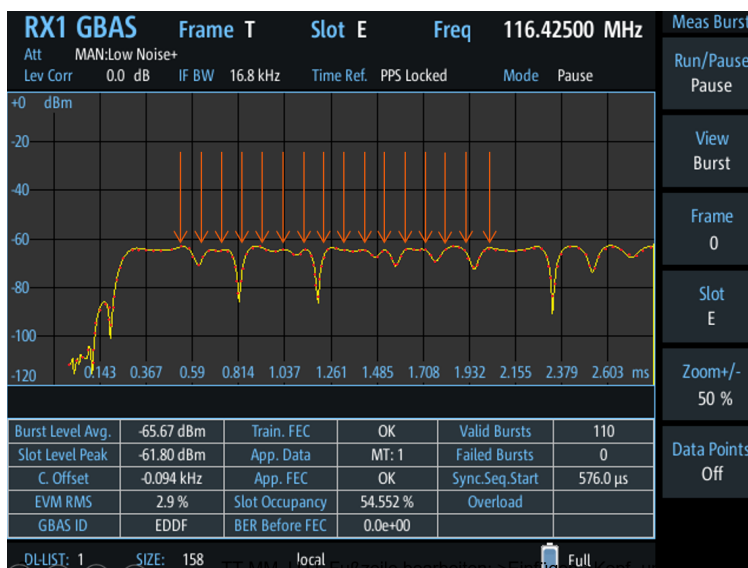 RX1 GBAS Frame T Slot E Freq 116.42500 MHz
Att MAN:Low Noise+
Lev Corr 0.0 dB IF BW 16.8 kHz Time Ref. PPS Locked Mode Pause
+0 dBm
-20
-40
-60
-80
-100
-120
0.143 0.367 0.59 0.814 1.037 1.261 1.485 1.708 1.932 2.155 2.379 2.603 ms
Burst Level Avg. -65.67 dBm Train. FEC OK Valid Bursts 110
Slot Level Peak -61.80 dBm App. Data MT: 1 Failed Bursts 0
C. Offset -0.094 kHz App. FEC OK Sync.Seq.Start 576.0 µs
EVM RMS 2.9 % Slot Occupancy 54.552 % Overload
GBAS ID EDDF BER Before FEC 0.0e+00
DL-LIST: 1 SIZE: 158 local Full
Meas Burst
Run/Pause
Pause
View
Burst
Frame
0
Slot
E
Zoom+/-
50 %
Data Points
Off